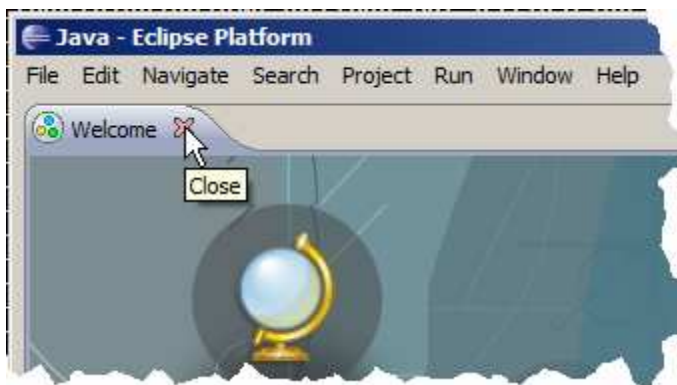 Java - Eclipse Platform
File Edit Navigate Search Project Run Window Help
Welcome
Close